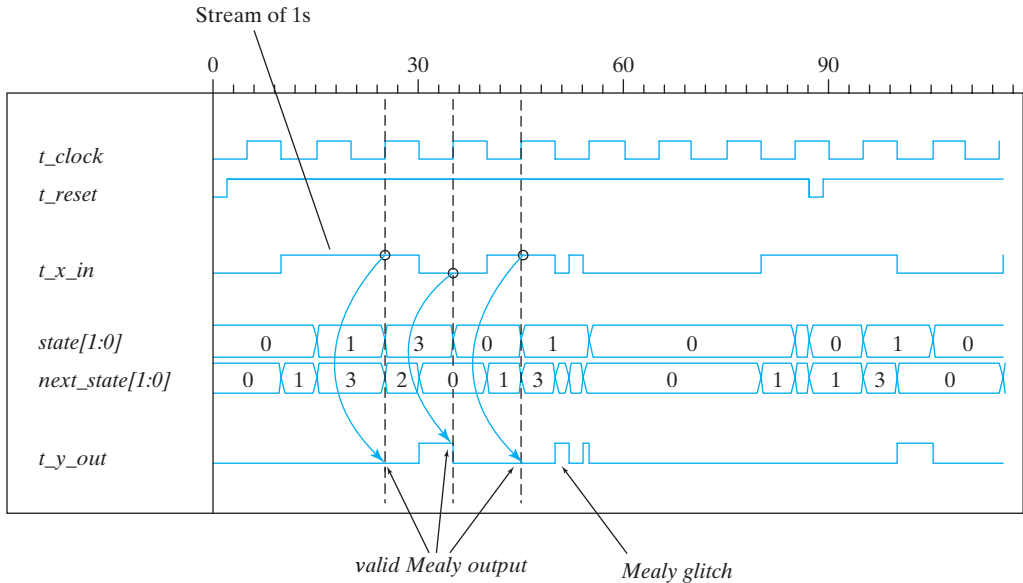 Stream of 1s
0 30 60 90
t_clock
t_reset
t_x_in
state[1:0] 0 1 3 0 1 0 0 1 0
next_state[1:0] 0 1 3 2 0 1 3 0 1 1 3 0
t_y_out
valid Mealy output
Mealy glitch